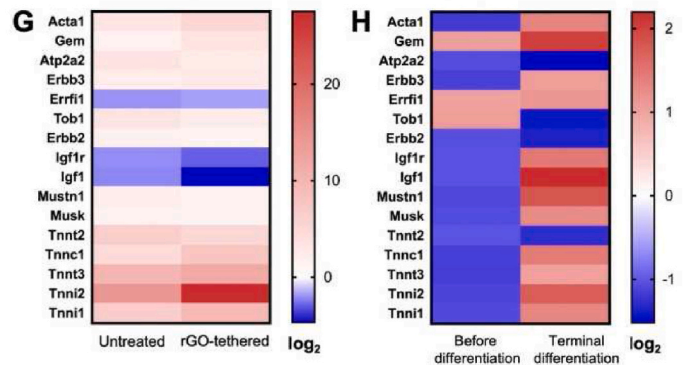 G
Acta1
Gem
Atp2a2
Erbb3
Errfi1
Tob1
Erbb2
Igf1r
Igf1
Mustn1
Musk
Tnnt2
Tnnc1
Tnnt3
Tnni2
Tnni1
Untreated rGO-tethered
20
10
0
log2
H
Acta1
Gem
Atp2a2
Erbb3
Errfi1
Tob1
Erbb2
Igf1r
Igf1
Mustn1
Musk
Tnnt2
Tnnc1
Tnnt3
Tnni2
Tnni1
Before differentiation
Terminal differentiation
2
1
0
-1
log2